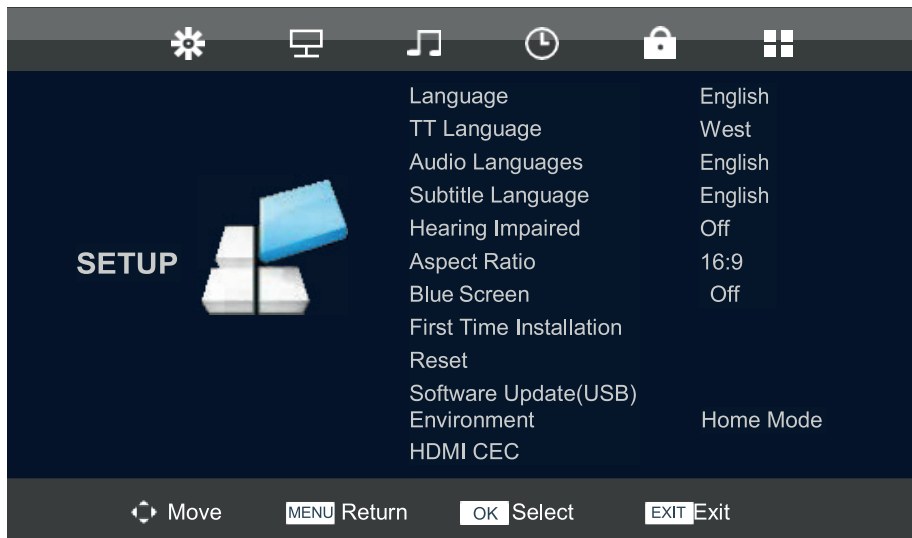 Language English
TT Language West
Audio Languages English
Subtitle Language English
Hearing Impaired Off
SETUP
Aspect Ratio 16:9
Blue Screen Off
First Time Installation
Reset
Software Update(USB)
Environment Home Mode
HDMI CEC
Move MENU Return OK Select EXIT Exit